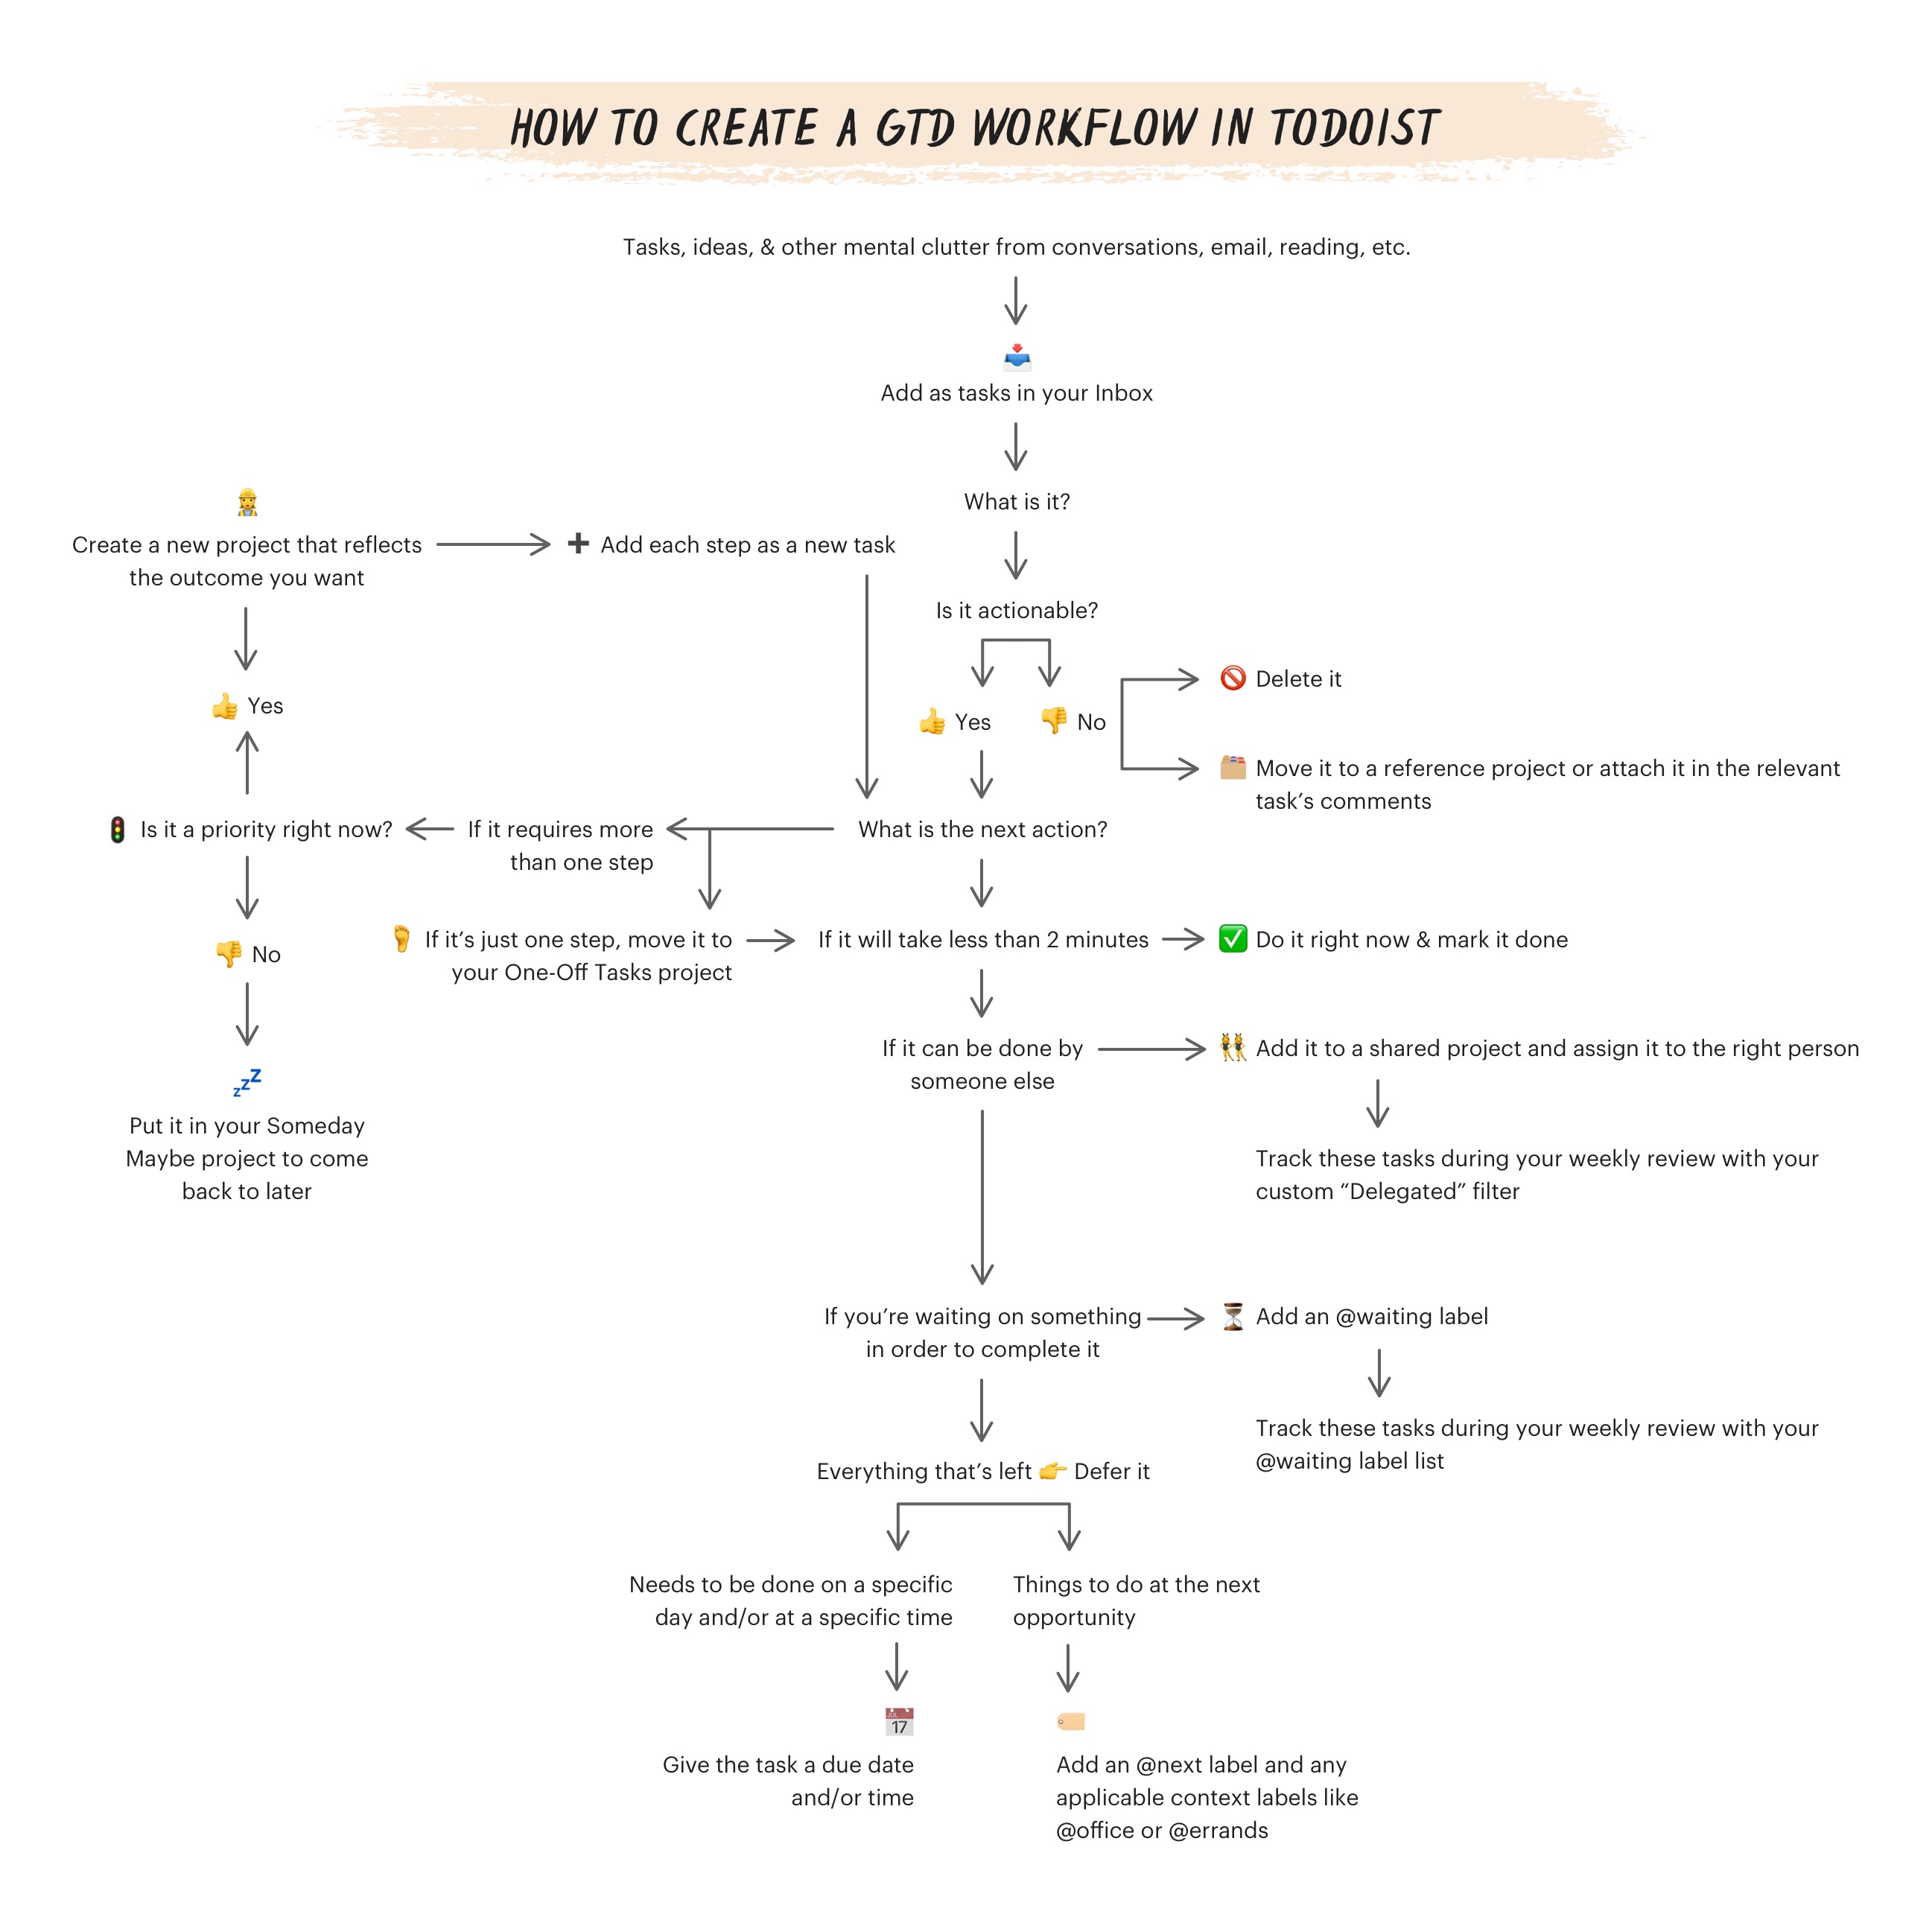 HOW TO CREATE A GTD WORKFLOW IN TODOIST
Tasks, ideas, & other mental clutter from conversations, email, reading, etc.
Add as tasks in your Inbox
What is it?
Create a new project that reflects
the outcome you want
Add each step as a new task
Is it actionable?
Yes
Yes
No
Delete it
Move it to a reference project or attach it in the relevant
task’s comments
Is it a priority right now?
If it requires more
than one step
What is the next action?
No
If it’s just one step, move it to
your One-Off Tasks project
If it will take less than 2 minutes
Do it right now & mark it done
If it can be done by
someone else
Add it to a shared project and assign it to the right person
zzz
Put it in your Someday
Maybe project to come
back to later
Track these tasks during your weekly review with your
custom “Delegated” filter
If you’re waiting on something
in order to complete it
Add an @waiting label
Track these tasks during your weekly review with your
@waiting label list
Everything that’s left 👉 Defer it
Needs to be done on a specific
day and/or at a specific time
Things to do at the next
opportunity
JUL
17
Give the task a due date
and/or time
Add an @next label and any
applicable context labels like
@office or @errands